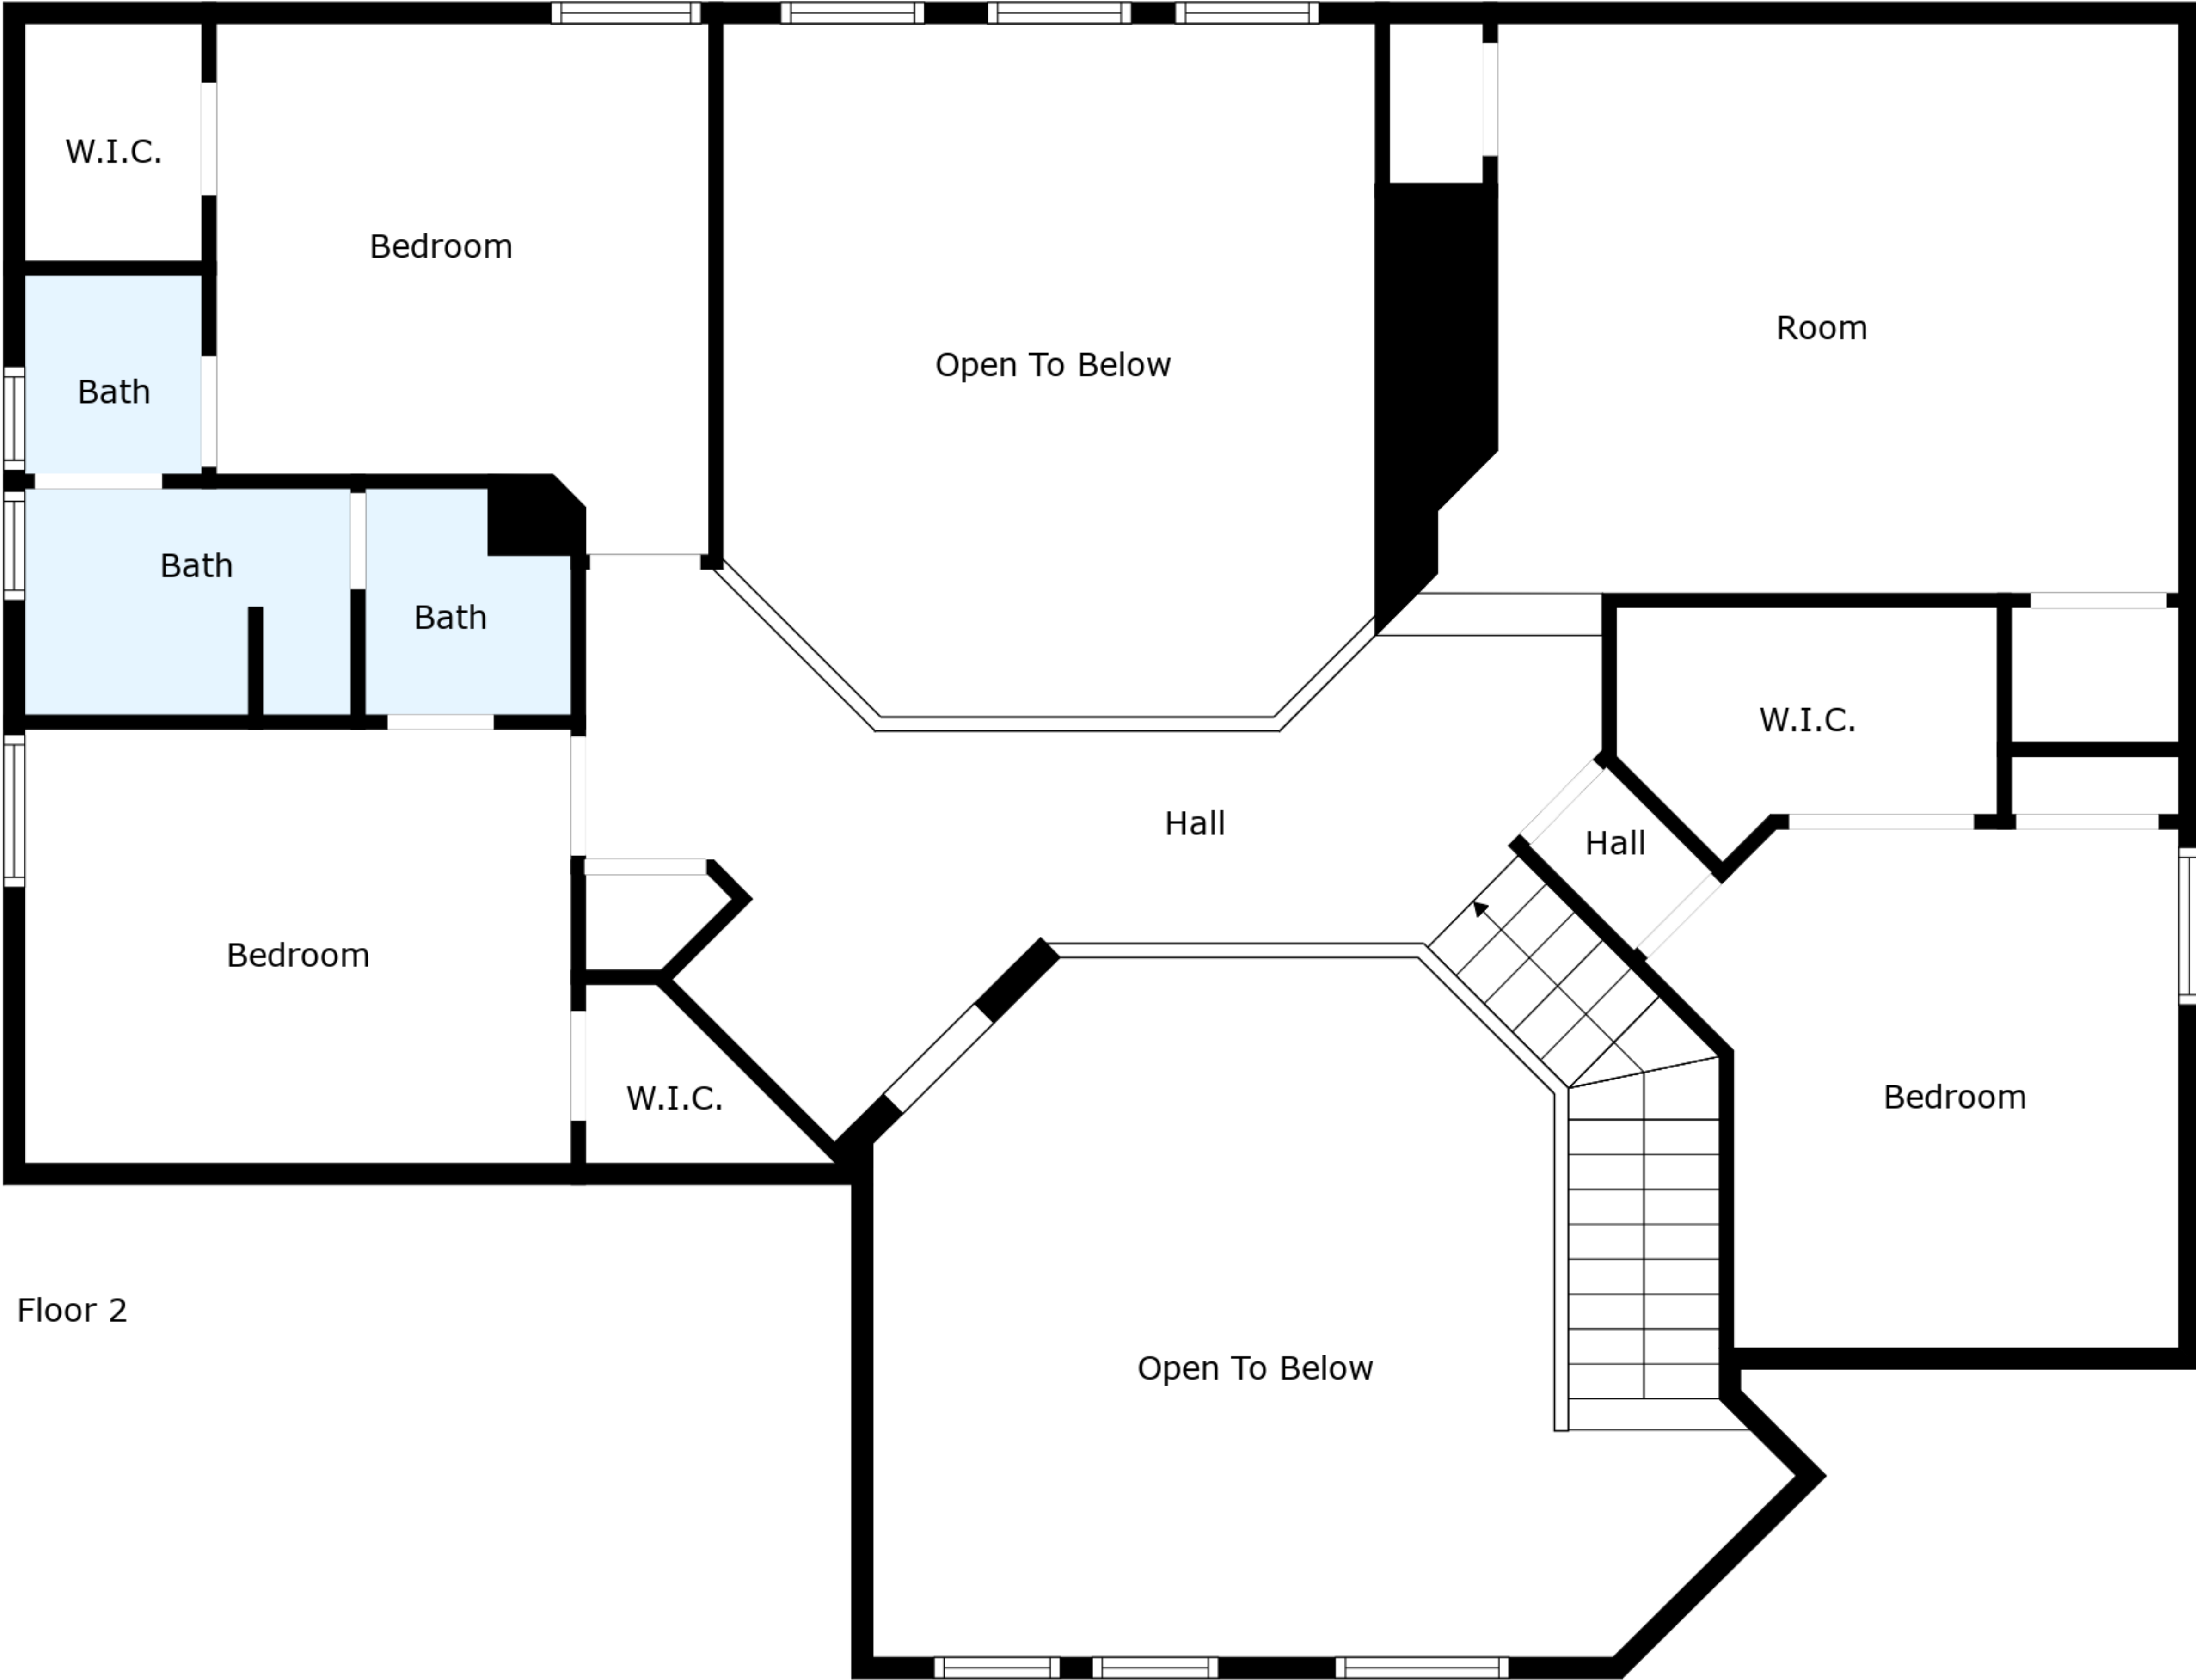 W.I.C.
Bedroom
Open To Below
Room
Bath
Bath
Bath
W.I.C.
Hall
Hall
Bedroom
W.I.C.
Bedroom
Floor 2
Open To Below